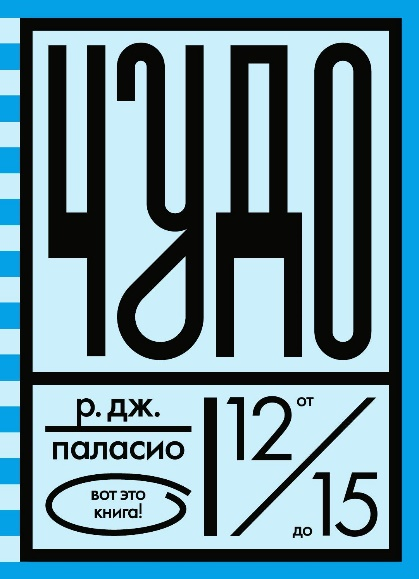 ЧУДО
р. дж.
паласио
вот это
книга!
от 12
до 15